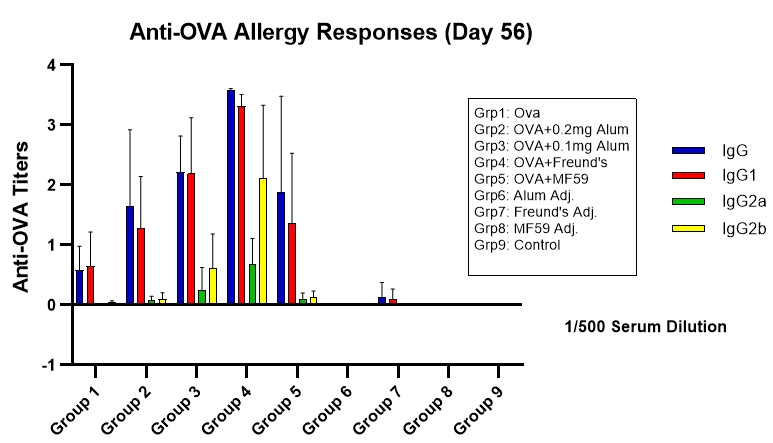 Anti-OVA Allergy Responses (Day 56)
Anti-OVA Titers
4
3
2
1
0
-1
Group 1
Group 2
Group 3
Group 4
Group 5
Group 6
Group 7
Group 8
Group 9
Grp1: Ova
Grp2: OVA+0.2mg Alum
Grp3: OVA+0.1mg Alum
Grp4: OVA+Freund's
Grp5: OVA+MF59
Grp6: Alum Adj.
Grp7: Freund's Adj.
Grp8: MF59 Adj.
Grp9: Control
IgG
IgG1
IgG2a
IgG2b
1/500 Serum Dilution